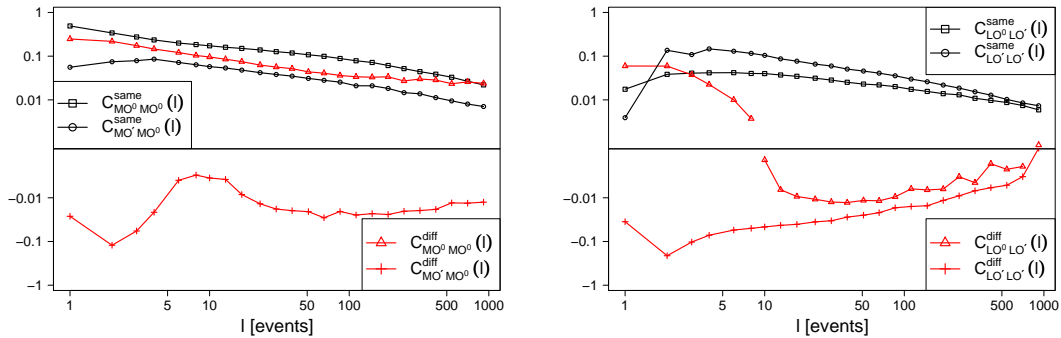 1
0.1
0.01
−0.01
−0.1
−1
C^same_MO⁰ MO⁰ (l)
C^same_MO′ MO⁰ (l)
C^diff_MO⁰ MO⁰ (l)
C^diff_MO′ MO⁰ (l)
1 5 10 50 100 500 1000
l [events]
1
0.1
0.01
−0.01
−0.1
−1
C^same_LO⁰ LO′ (l)
C^same_LO′ LO′ (l)
C^diff_LO⁰ LO′ (l)
C^diff_LO′ LO′ (l)
1 5 10 50 100 500 1000
l [events]